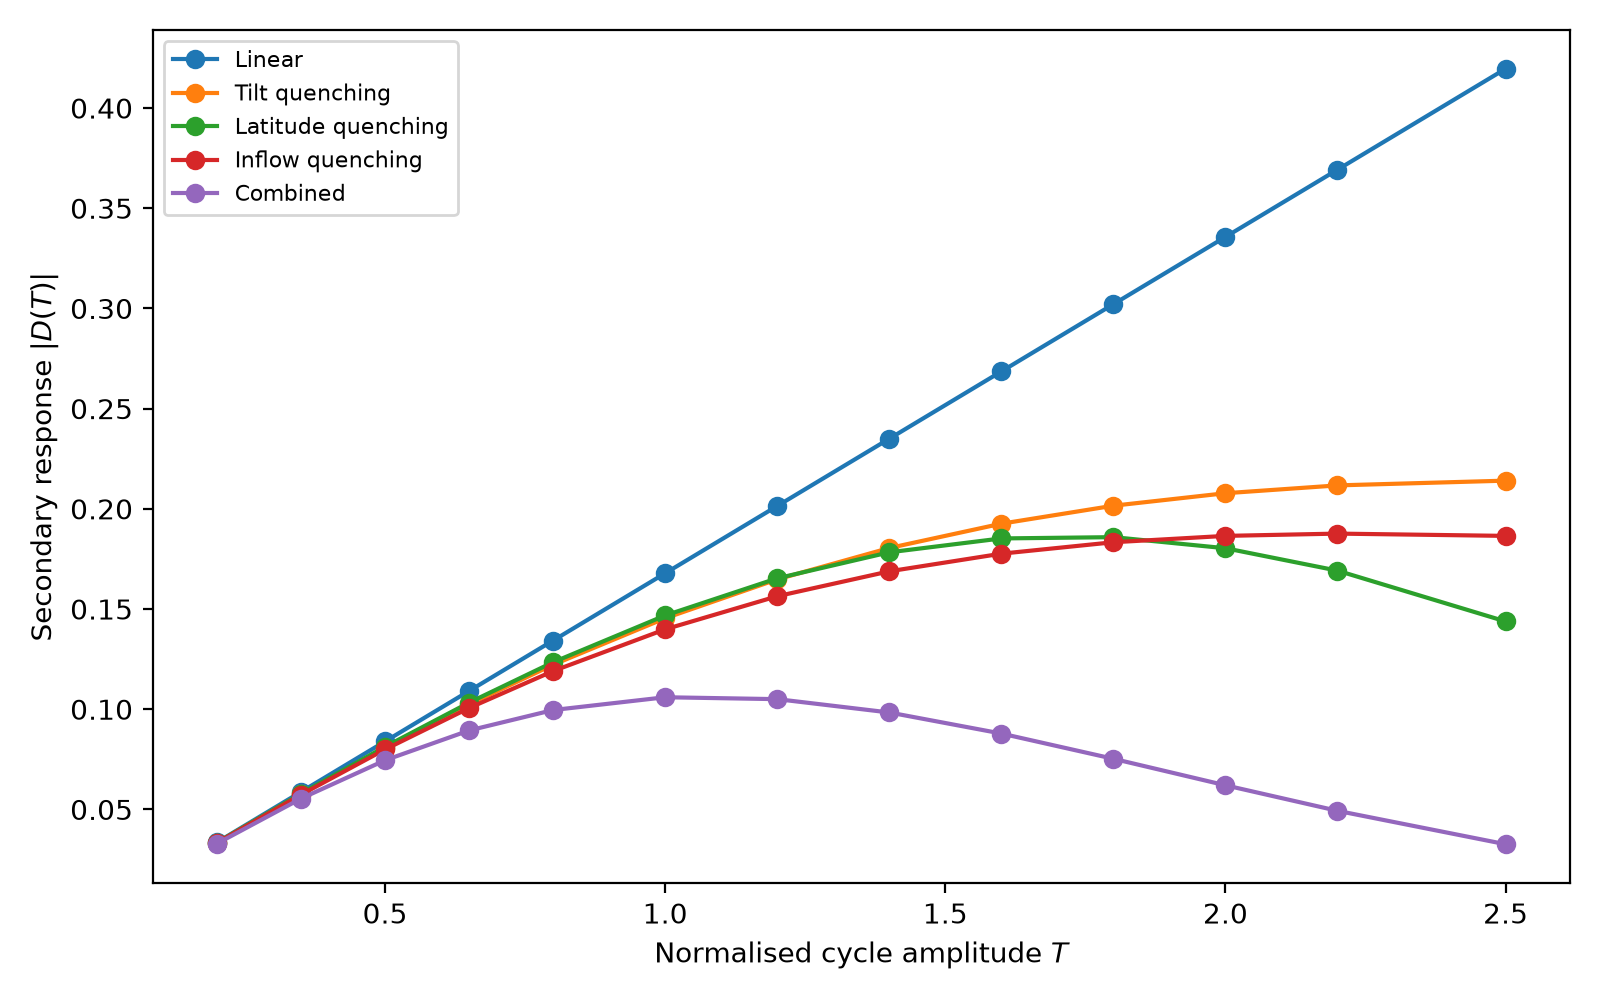 Linear
Tilt quenching
Latitude quenching
Inflow quenching
Combined
0.40
0.35
0.30
0.25
0.20
0.15
0.10
0.05
Secondary response |D(T)|
0.5 1.0 1.5 2.0 2.5
Normalised cycle amplitude T